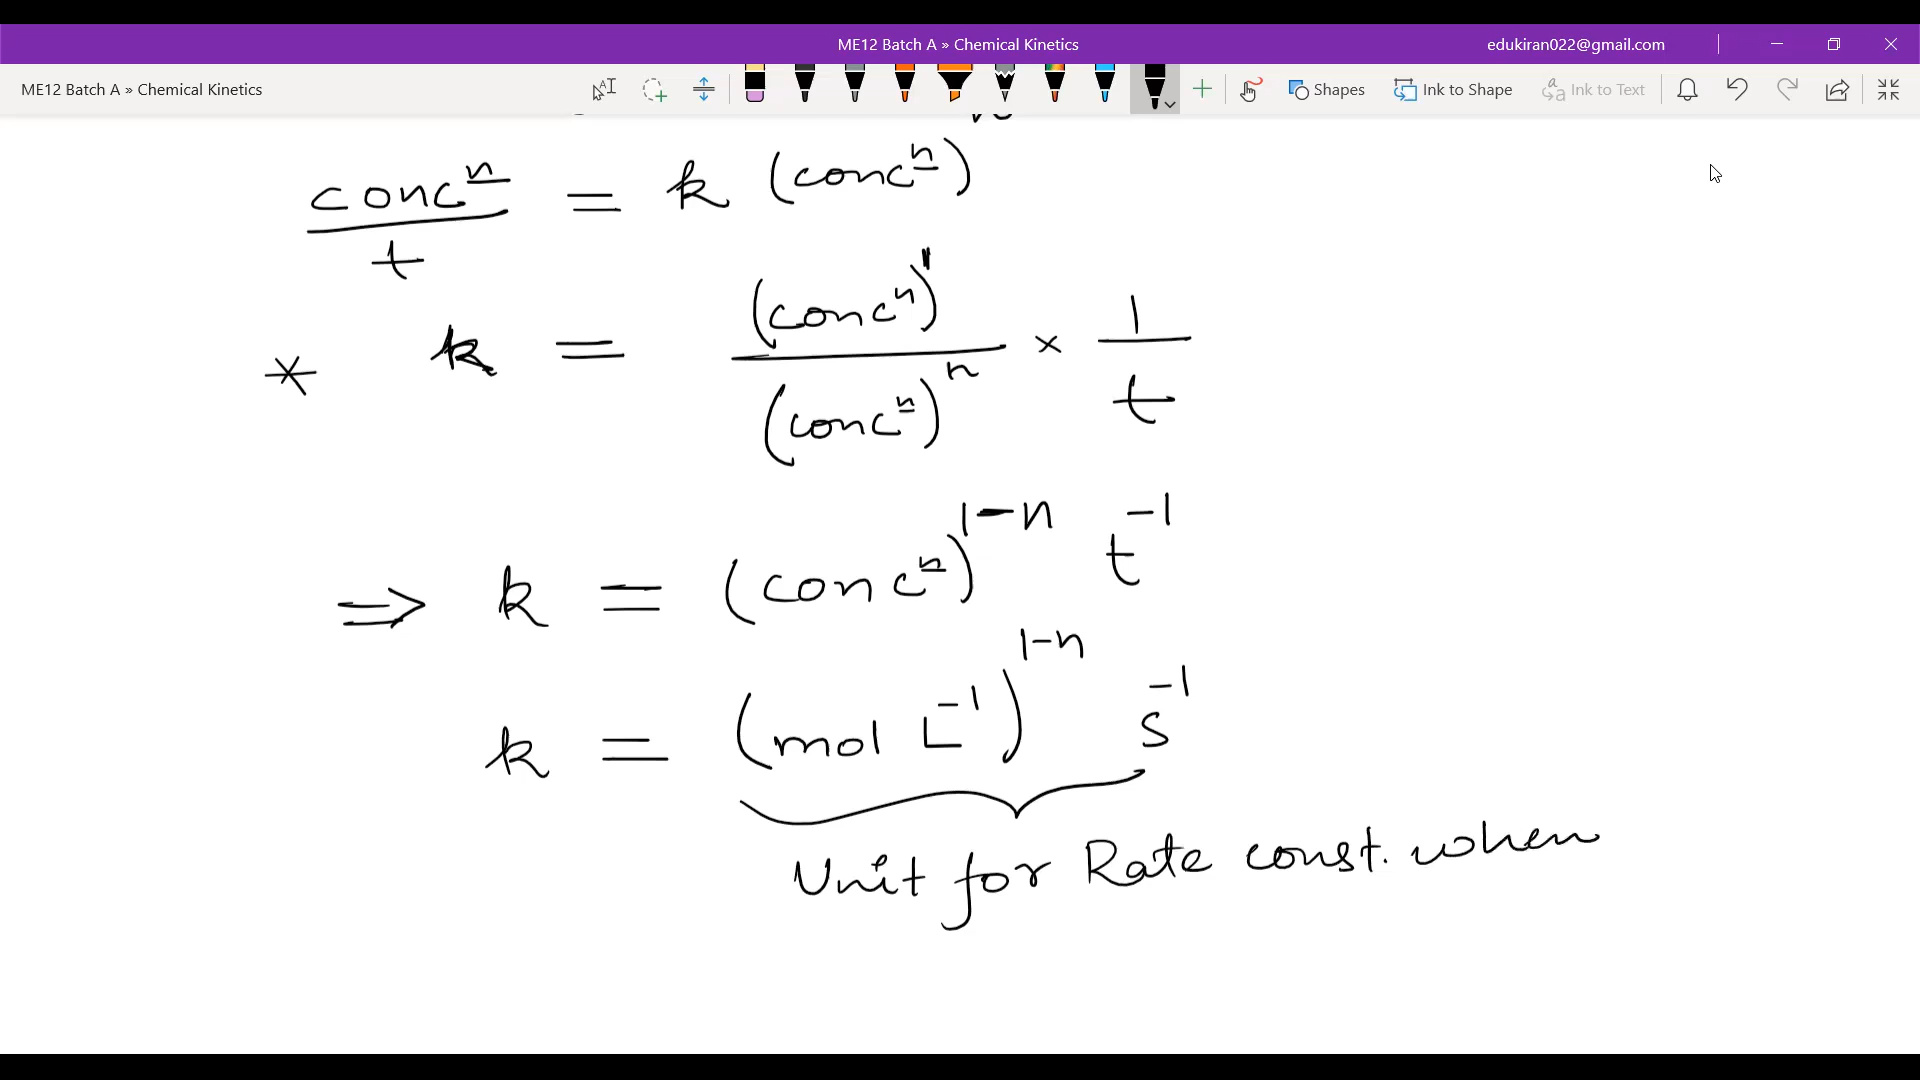 ME12 Batch A » Chemical Kinetics
edukiran022@gmail.com
ME12 Batch A » Chemical Kinetics
Shapes
Ink to Shape
Ink to Text
concⁿ/t = k (concⁿ)
* k = (concⁿ)¹/(concⁿ)ⁿ × 1/t
⇒ k = (concⁿ)¹⁻ⁿ t⁻¹
k = (mol L⁻¹)¹⁻ⁿ s⁻¹
Unit for Rate const. when